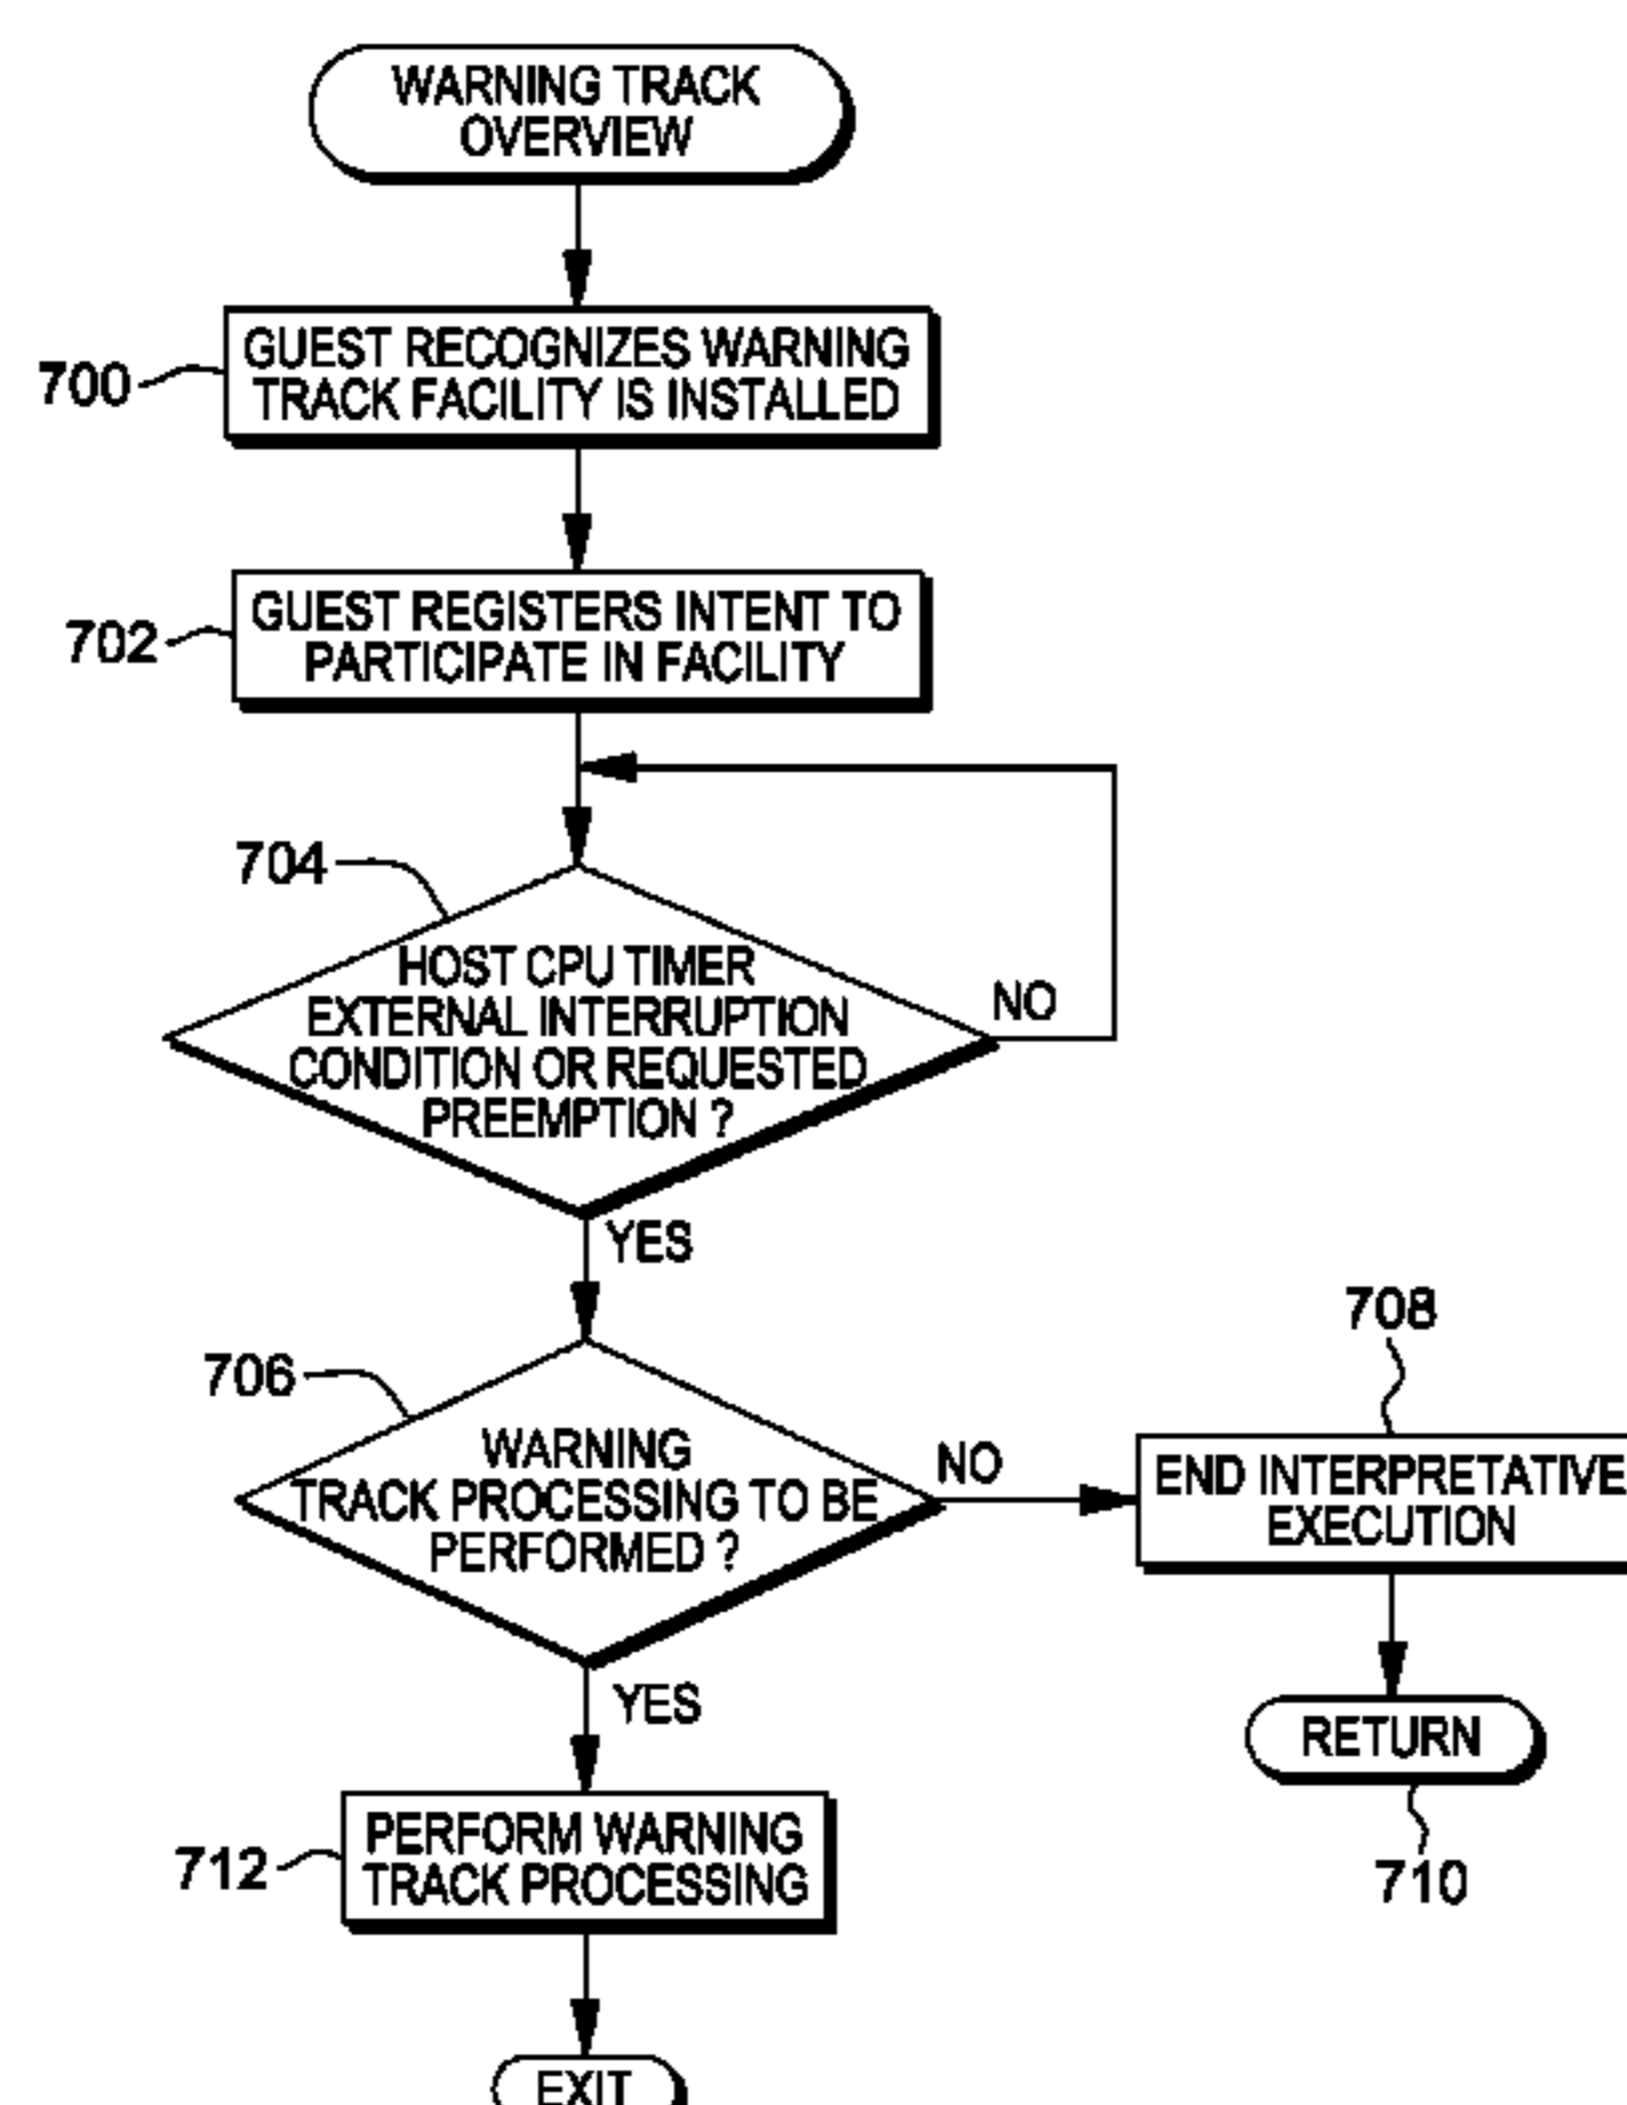 WARNING TRACK
OVERVIEW
700
GUEST RECOGNIZES WARNING
TRACK FACILITY IS INSTALLED
702
GUEST REGISTERS INTENT TO
PARTICIPATE IN FACILITY
704
HOST CPU TIMER
EXTERNAL INTERRUPTION
CONDITION OR REQUESTED
PREEMPTION ?
NO
YES
706
WARNING
TRACK PROCESSING TO BE
PERFORMED ?
NO
708
END INTERPRETATIVE
EXECUTION
RETURN
710
YES
712
PERFORM WARNING
TRACK PROCESSING
EXIT